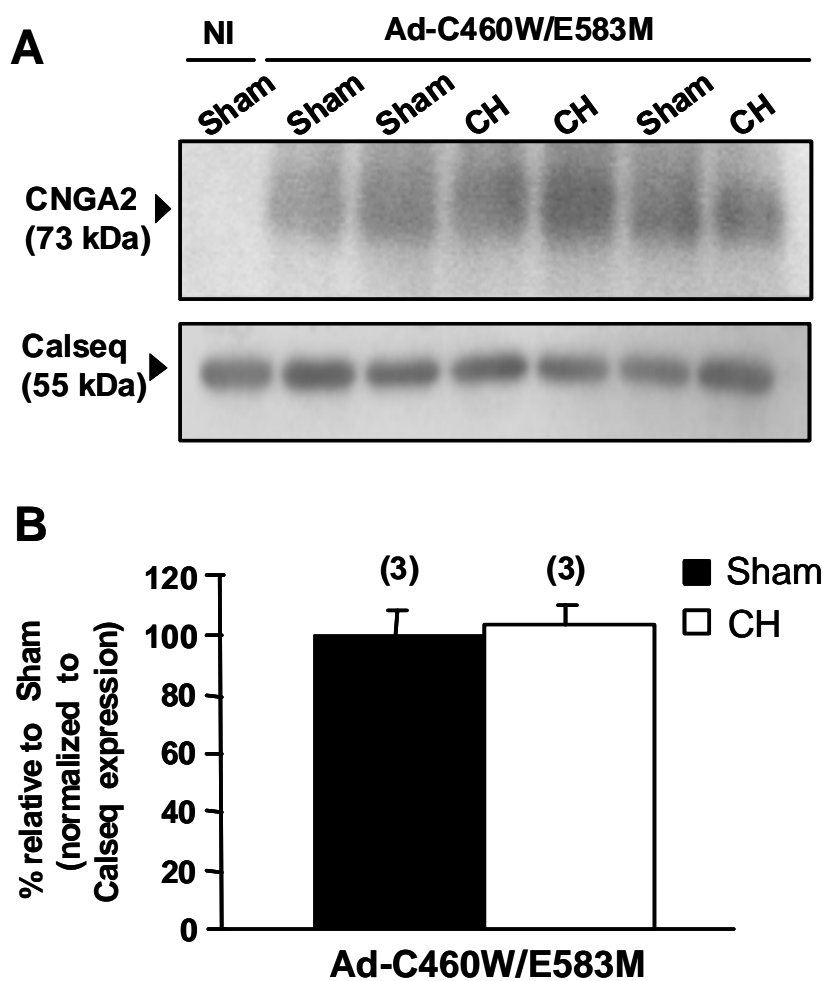 A
NI
Ad-C460W/E583M
Sham
Sham
Sham
CH
CH
Sham
CH
CNGA2
(73 kDa)
Calseq
(55 kDa)
B
% relative to Sham
(normalized to
Calseq expression)
120
100
80
60
40
20
0
(3)
(3)
Sham
CH
Ad-C460W/E583M